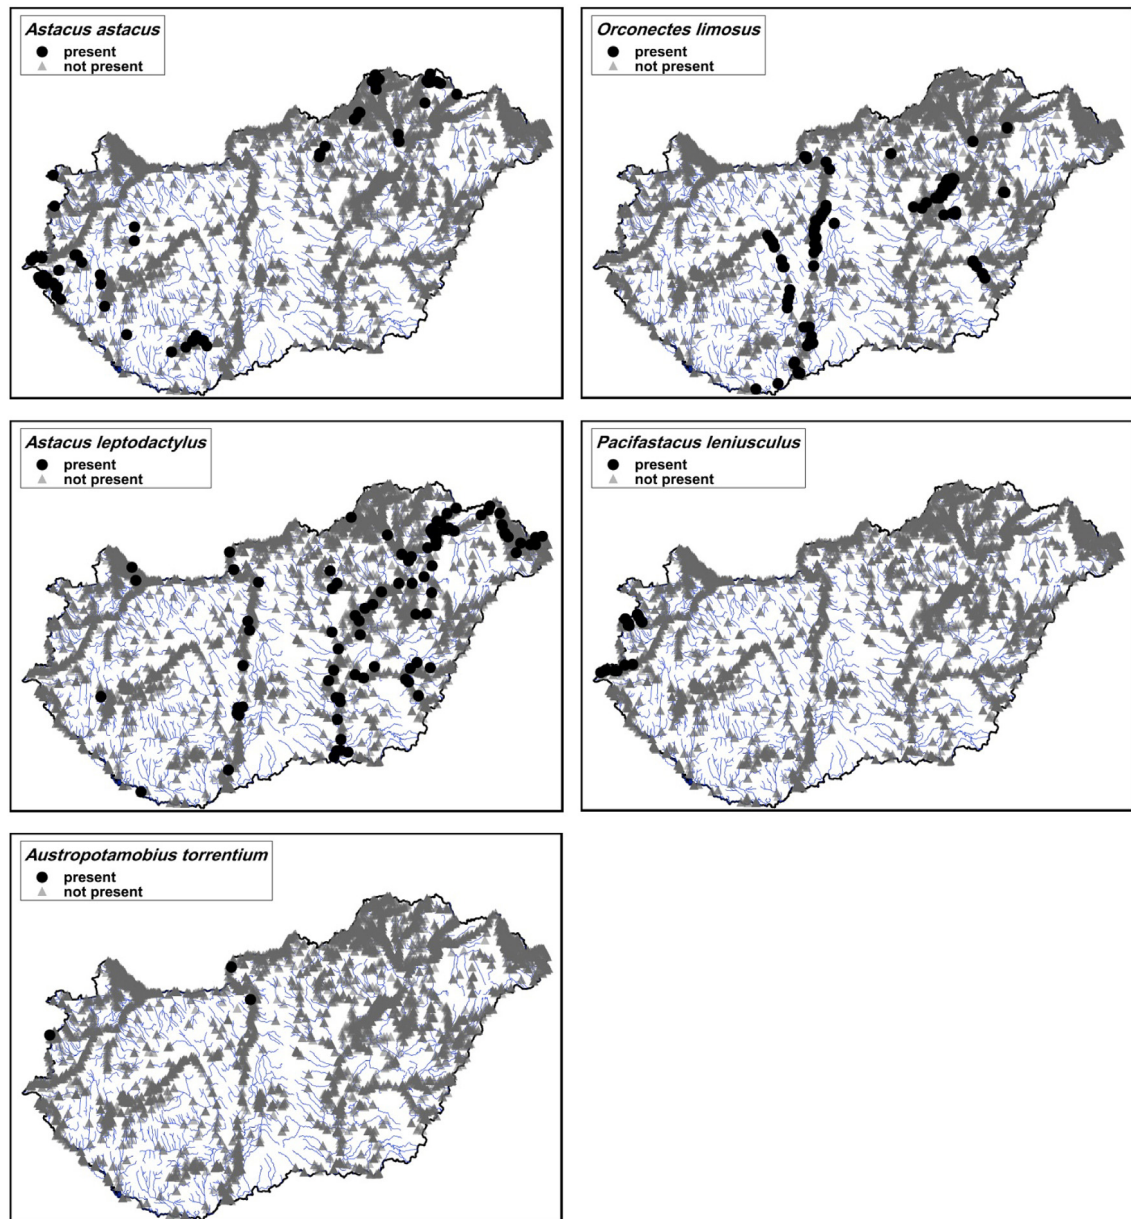 Astacus astacus
present
not present
Orconectes limosus
present
not present
Astacus leptodactylus
present
not present
Pacifastacus leniusculus
present
not present
Austropotamobius torrentium
present
not present